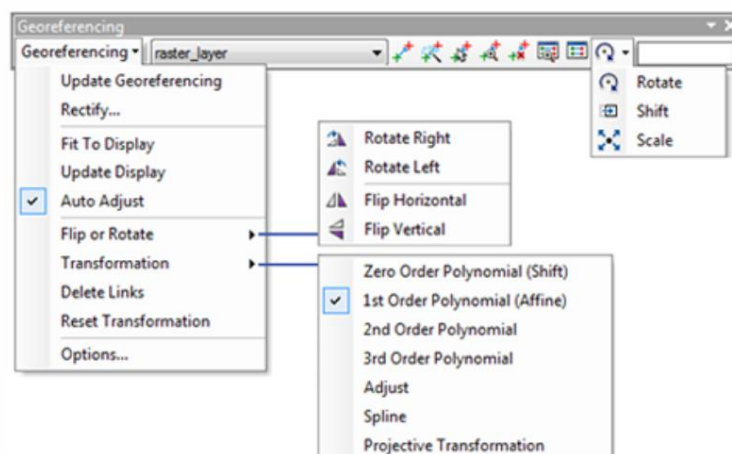 Georeferencing
Georeferencing
raster_layer
Update Georeferencing
Rectify...
Fit To Display
Update Display
Auto Adjust
Flip or Rotate
Transformation
Delete Links
Reset Transformation
Options...
Rotate Right
Rotate Left
Flip Horizontal
Flip Vertical
Zero Order Polynomial (Shift)
1st Order Polynomial (Affine)
2nd Order Polynomial
3rd Order Polynomial
Adjust
Spline
Projective Transformation
Rotate
Shift
Scale